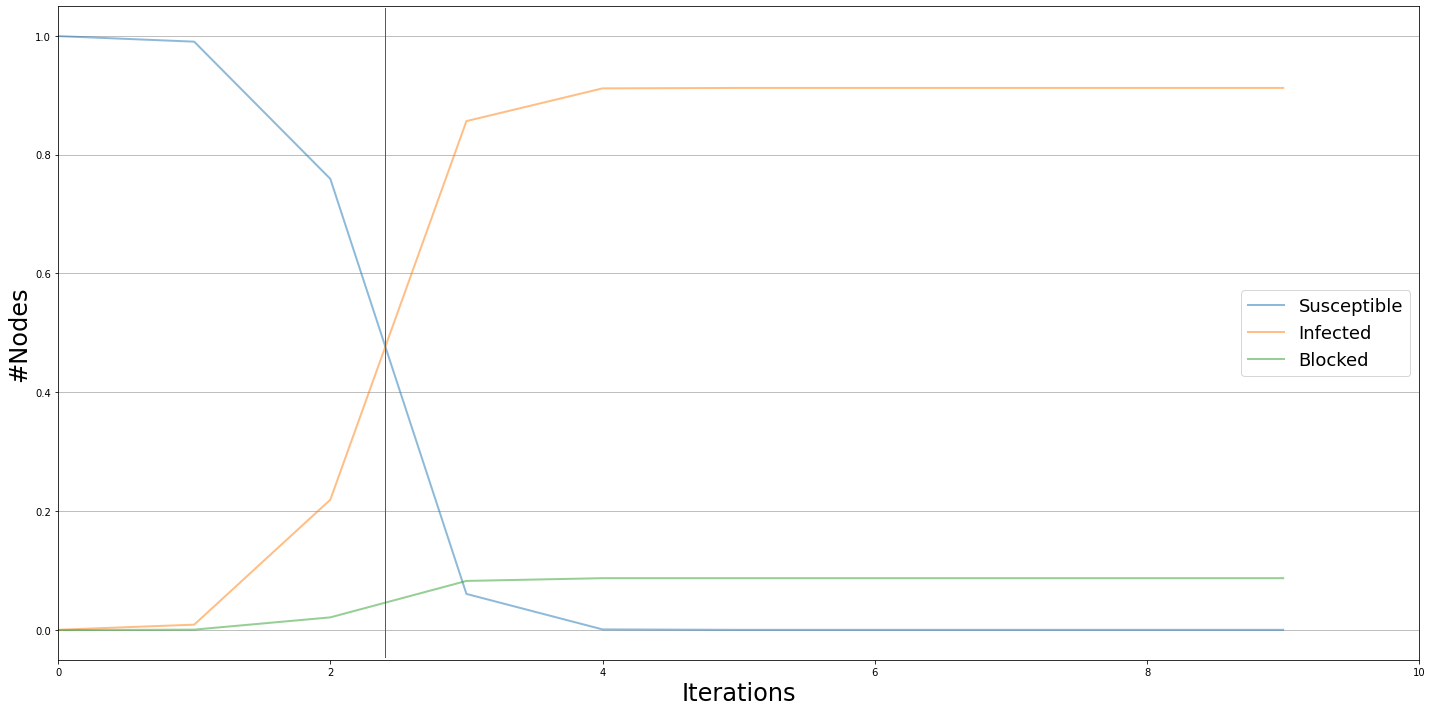 1.0
0.8
0.6
0.4
0.2
0.0
#Nodes
Susceptible
Infected
Blocked
0 2 4 6 8 10
Iterations